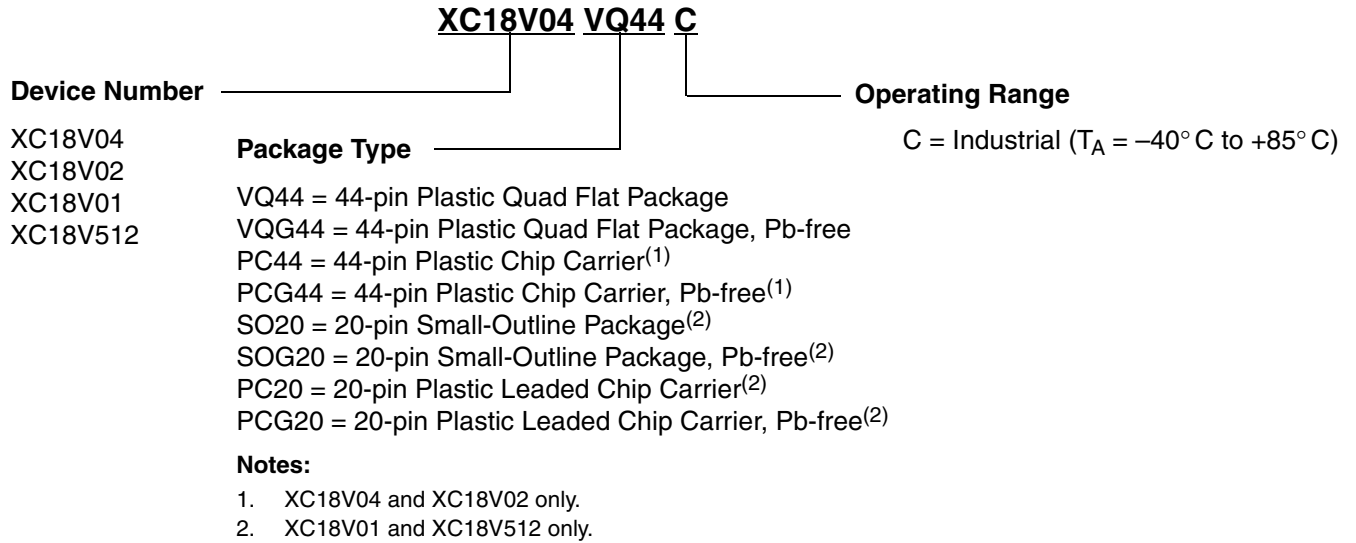 XC18V04 VQ44 C
Device Number
Operating Range
XC18V04
XC18V02
XC18V01
XC18V512
C = Industrial (TA = –40° C to +85° C)
Package Type
VQ44 = 44-pin Plastic Quad Flat Package
VQG44 = 44-pin Plastic Quad Flat Package, Pb-free
PC44 = 44-pin Plastic Chip Carrier(1)
PCG44 = 44-pin Plastic Chip Carrier, Pb-free(1)
SO20 = 20-pin Small-Outline Package(2)
SOG20 = 20-pin Small-Outline Package, Pb-free(2)
PC20 = 20-pin Plastic Leaded Chip Carrier(2)
PCG20 = 20-pin Plastic Leaded Chip Carrier, Pb-free(2)
Notes:
1. XC18V04 and XC18V02 only.
2. XC18V01 and XC18V512 only.